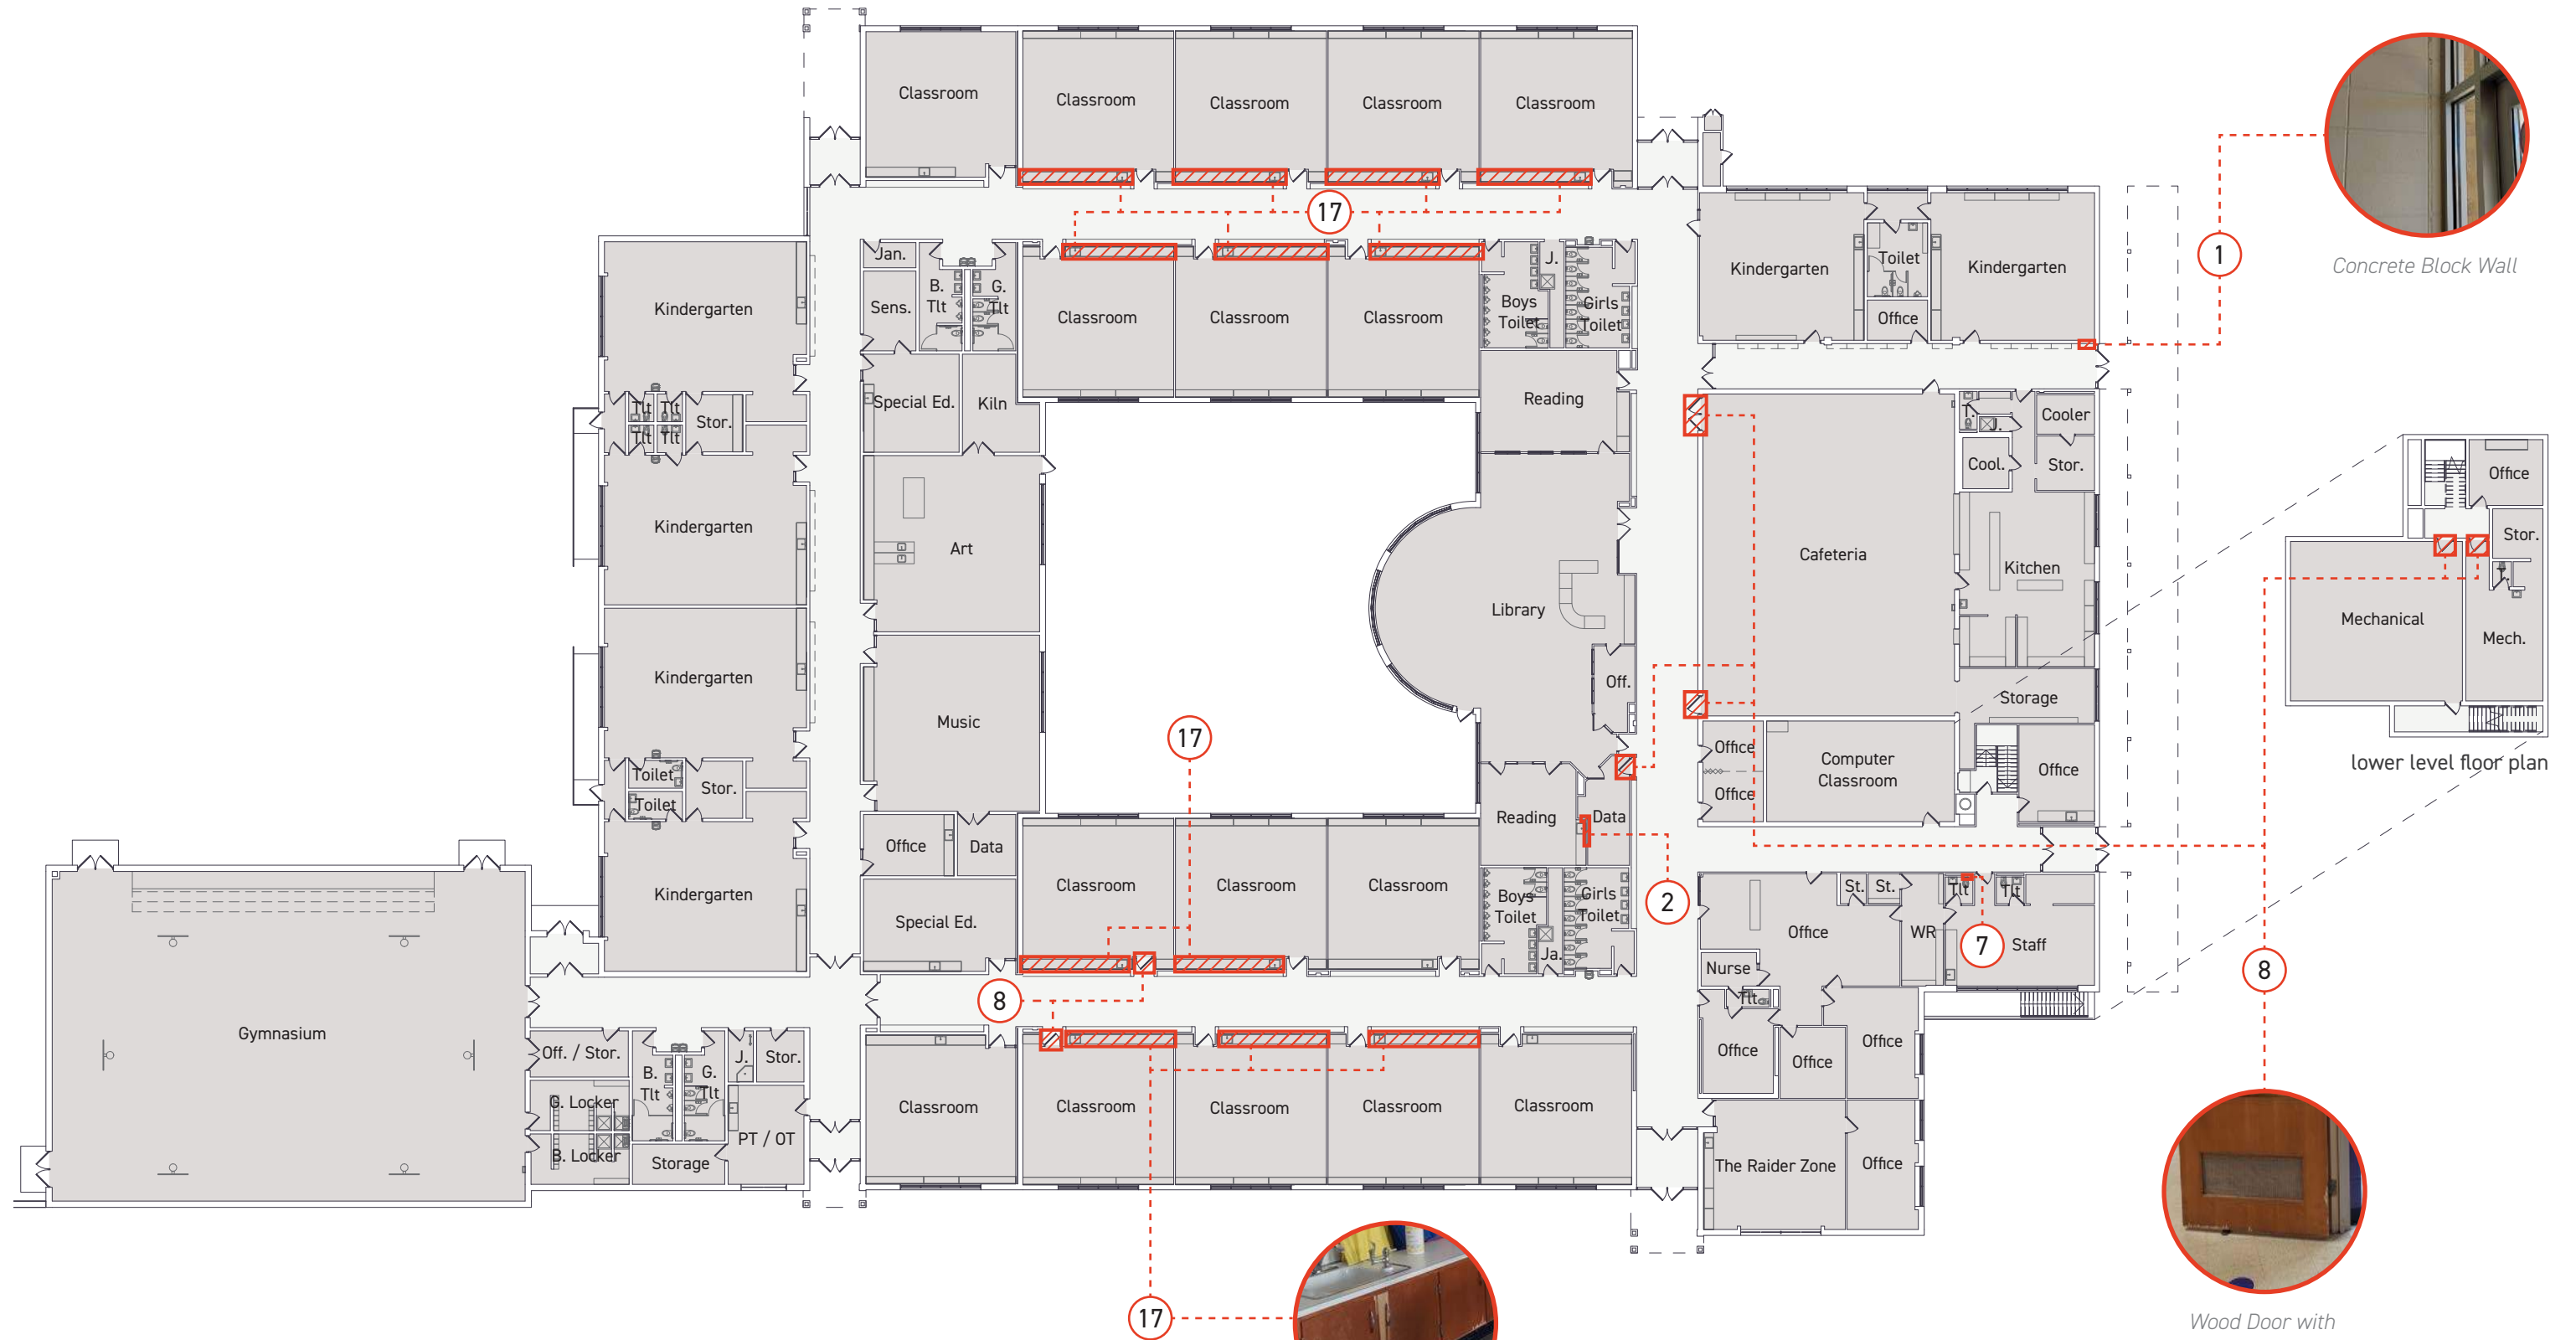 Classroom
Classroom
Classroom
Classroom
Classroom
17
1
Concrete Block Wall
Jan.
Sens.
B.
Tlt
G.
Tlt
Classroom
Classroom
Classroom
Boys
Toilet
J.
Girls
Toilet
Kindergarten
Toilet
Office
Kindergarten
Kindergarten
Tlt
Tlt
Tlt
Tlt
Stor.
Special Ed.
Kiln
Reading
T.
J.
Cooler
Cool.
Stor.
Kindergarten
Art
Library
Cafeteria
Kitchen
Office
Stor.
T.
Mechanical
Mech.
lower level floor plan
Kindergarten
Music
Off.
Storage
17
Toilet
Toilet
Stor.
Office
Office
Computer
Classroom
Office
Office
Data
Classroom
Classroom
Classroom
Reading
Data
2
Kindergarten
Special Ed.
Boys
Toilet
Girls
Toilet
Ja.
St.
St.
Tlt
Tlt
Office
WR
7
Staff
8
Nurse
Tlt
8
Gymnasium
Off. / Stor.
B.
Tlt
G.
Tlt
J.
Stor.
Office
Office
Office
G. Locker
B. Locker
Storage
PT / OT
Classroom
Classroom
Classroom
Classroom
Classroom
The Raider Zone
Office
17
Wood Door with